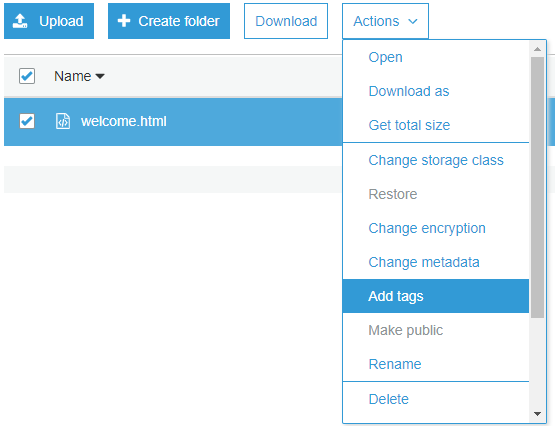 Upload
Create folder
Download
Actions
Name
welcome.html
Open
Download as
Get total size
Change storage class
Restore
Change encryption
Change metadata
Add tags
Make public
Rename
Delete